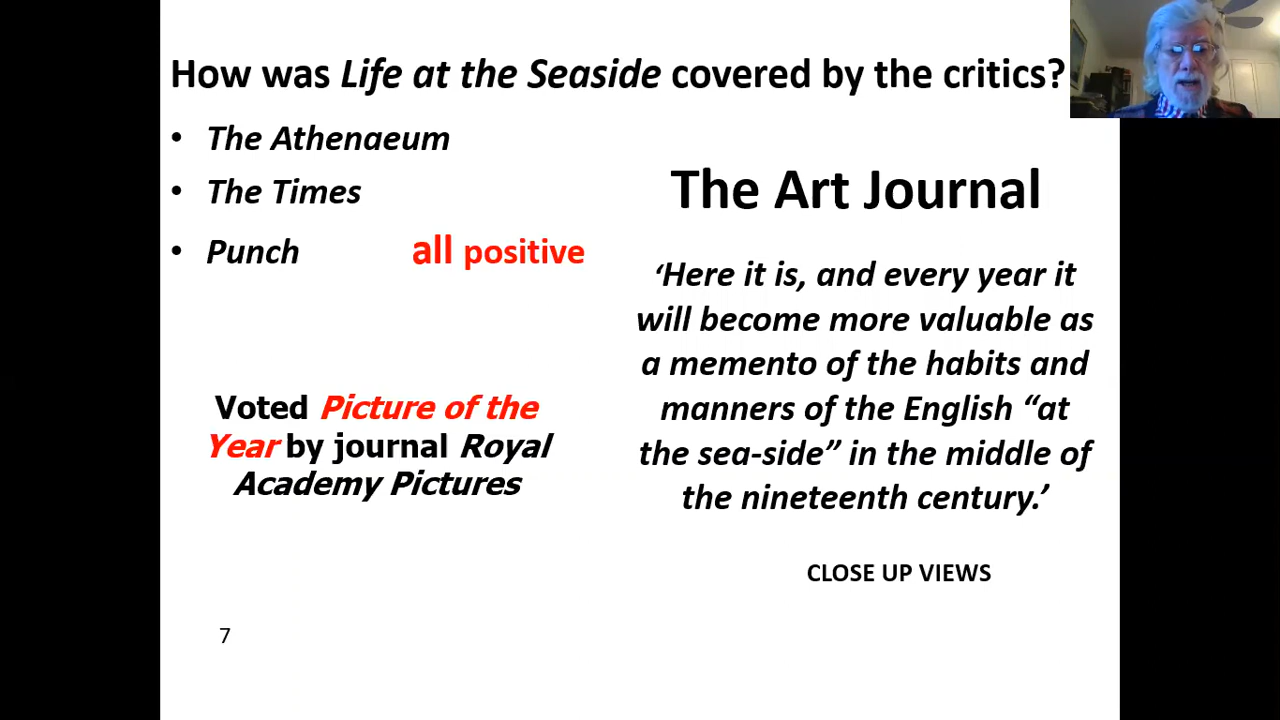 How was Life at the Seaside covered by the critics?
• The Athenaeum
• The Times
• Punch all positive
Voted Picture of the
Year by journal Royal
Academy Pictures
The Art Journal
‘Here it is, and every year it
will become more valuable as
a memento of the habits and
manners of the English “at
the sea-side” in the middle of
the nineteenth century.’
CLOSE UP VIEWS
7